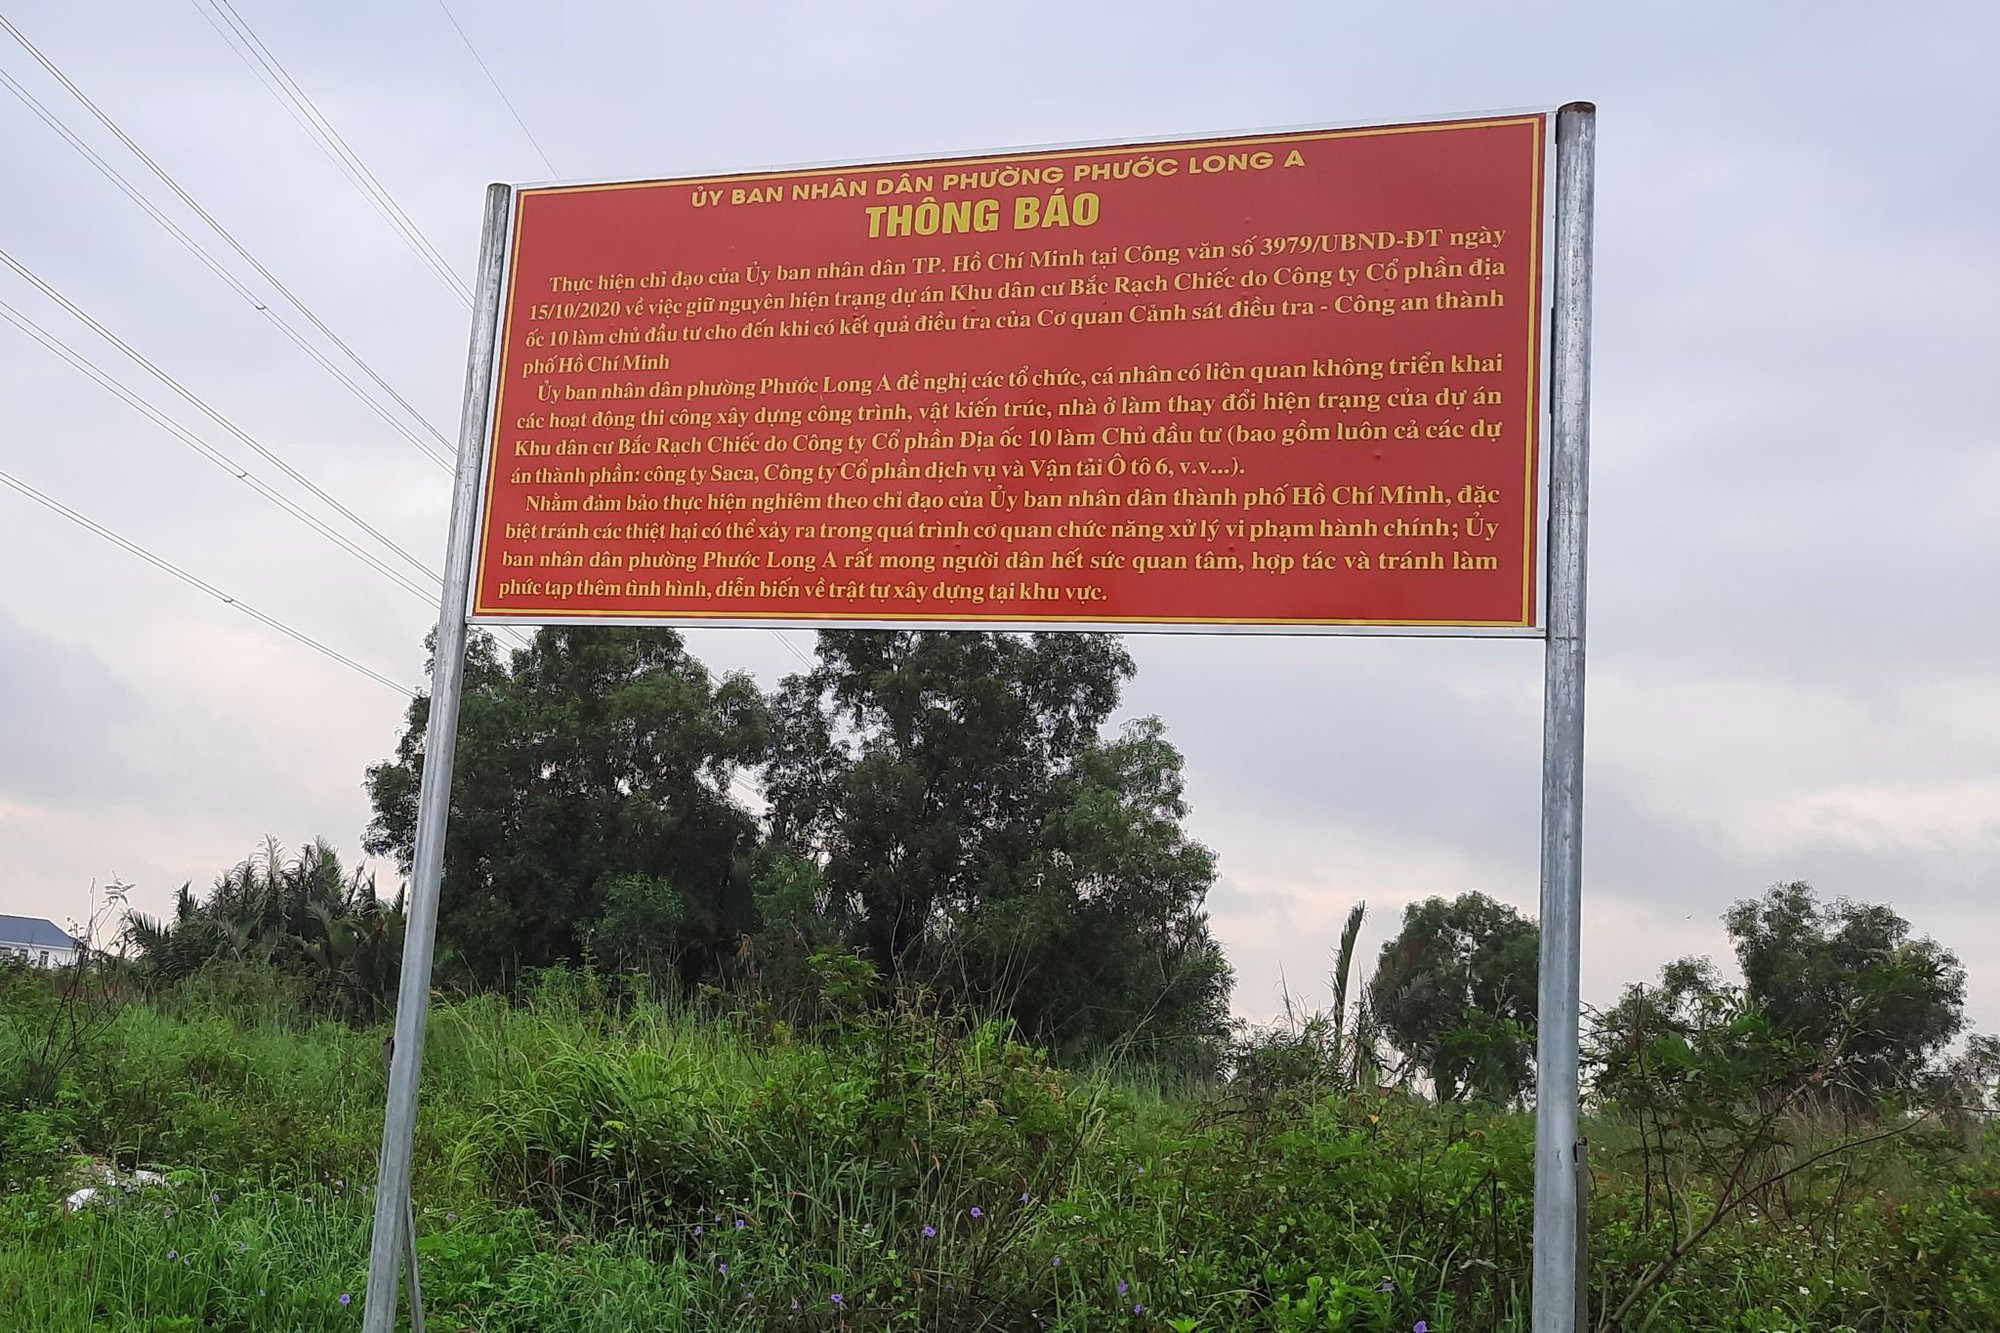 ỦY BAN NHÂN DÂN PHƯỜNG PHƯỚC LONG A
THÔNG BÁO
Thực hiện chỉ đạo của Ủy ban nhân dân TP. Hồ Chí Minh tại Công văn số 3979/UBND-ĐT ngày
15/10/2020 về việc giữ nguyên hiện trạng dự án Khu dân cư Bắc Rạch Chiếc do Công ty Cổ phần địa
ốc 10 làm chủ đầu tư cho đến khi có kết quả điều tra của Cơ quan Cảnh sát điều tra - Công an thành
phố Hồ Chí Minh
Ủy ban nhân dân phường Phước Long A đề nghị các tổ chức, cá nhân có liên quan không triển khai
các hoạt động thi công xây dựng công trình, vật kiến trúc, nhà ở làm thay đổi hiện trạng của dự án
Khu dân cư Bắc Rạch Chiếc do Công ty Cổ phần Địa ốc 10 làm Chủ đầu tư (bao gồm luôn cả các dự
án thành phần: công ty Saca, Công ty Cổ phần dịch vụ và Vận tải Ô tô 6, v.v...).
Nhằm đảm bảo thực hiện nghiêm theo chỉ đạo của Ủy ban nhân dân thành phố Hồ Chí Minh, đặc
biệt tránh các thiệt hại có thể xảy ra trong quá trình cơ quan chức năng xử lý vi phạm hành chính; Ủy
ban nhân dân phường Phước Long A rất mong người dân hết sức quan tâm, hợp tác và tránh làm
phức tạp thêm tình hình, diễn biến về trật tự xây dựng tại khu vực.